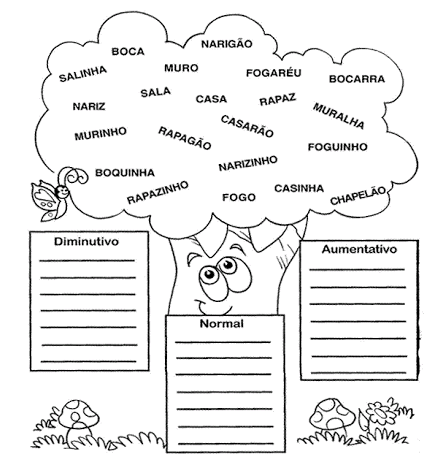 NARIGÃO
BOCA
SALINHA
MURO
FOGARÉU
BOCARRA
NARIZ
SALA
CASA
RAPAZ
MURALHA
MURINHO
RAPAGÃO
CASARÃO
FOGUINHO
BOQUINHA
NARIZINHO
RAPAZINHO
FOGO
CASINHA
CHAPELÃO
Diminutivo
Aumentativo
Normal